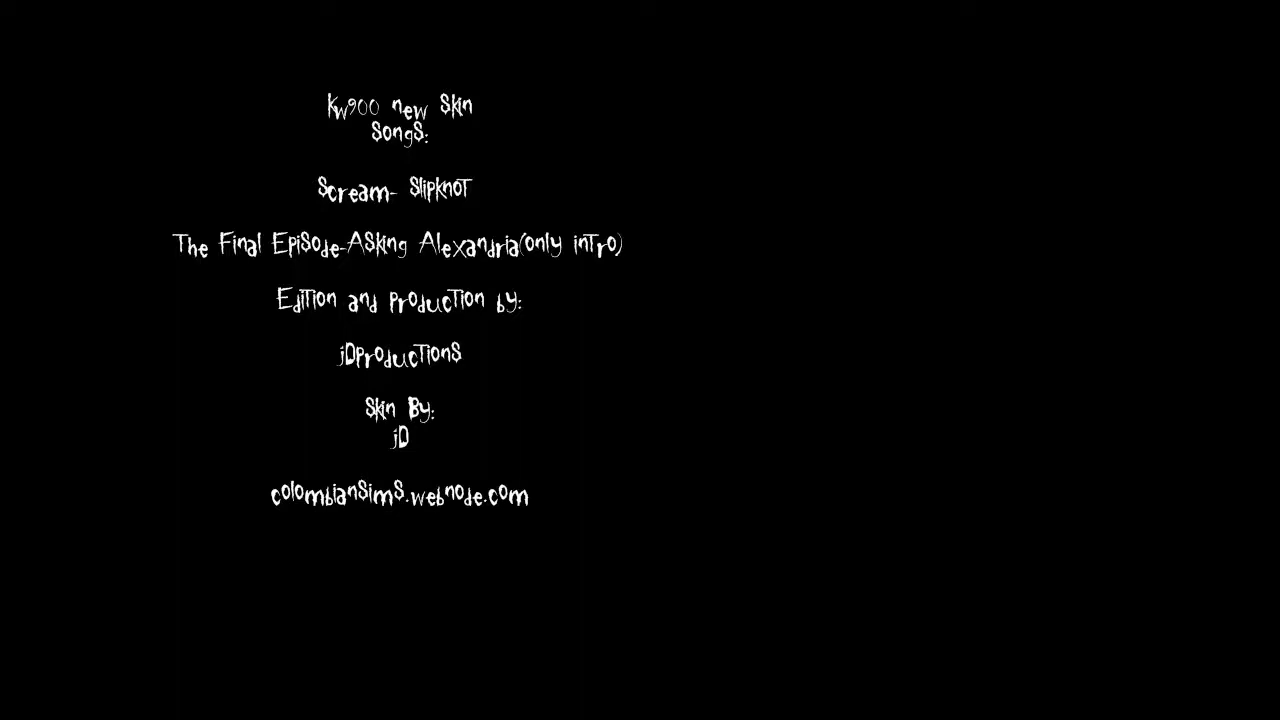 Kw900 new Skin
Songs:
Scream- Slipknot
The Final Episode-Asking Alexandria(only intro)
Edition and production by:
jDproductions
Skin By:
jD
colombiansims.webnode.com